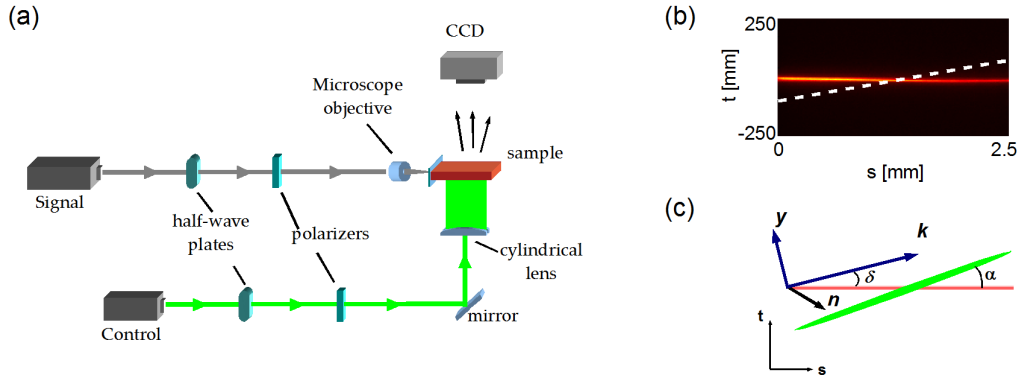 (a)
CCD
Microscope
objective
sample
Signal
half-wave
plates
polarizers
cylindrical
lens
Control
mirror
(b)
250
t [mm]
-250
0
2.5
s [mm]
(c)
y
k
δ
α
n
t
s